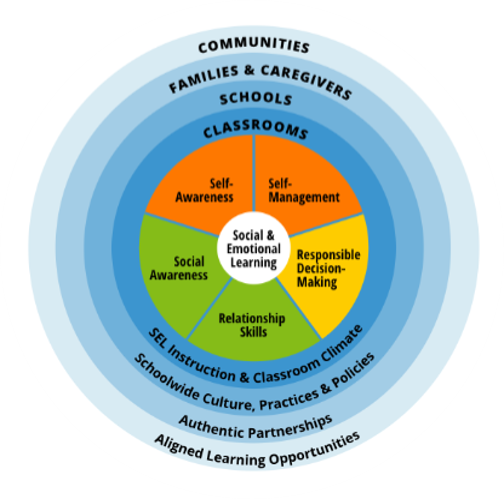 COMMUNITIES
FAMILIES & CAREGIVERS
SCHOOLS
CLASSROOMS
Self-
Awareness
Self-
Management
Social &
Emotional
Learning
Social
Awareness
Responsible
Decision-
Making
Relationship
Skills
SEL Instruction & Classroom Climate
Schoolwide Culture, Practices & Policies
Authentic Partnerships
Aligned Learning Opportunities